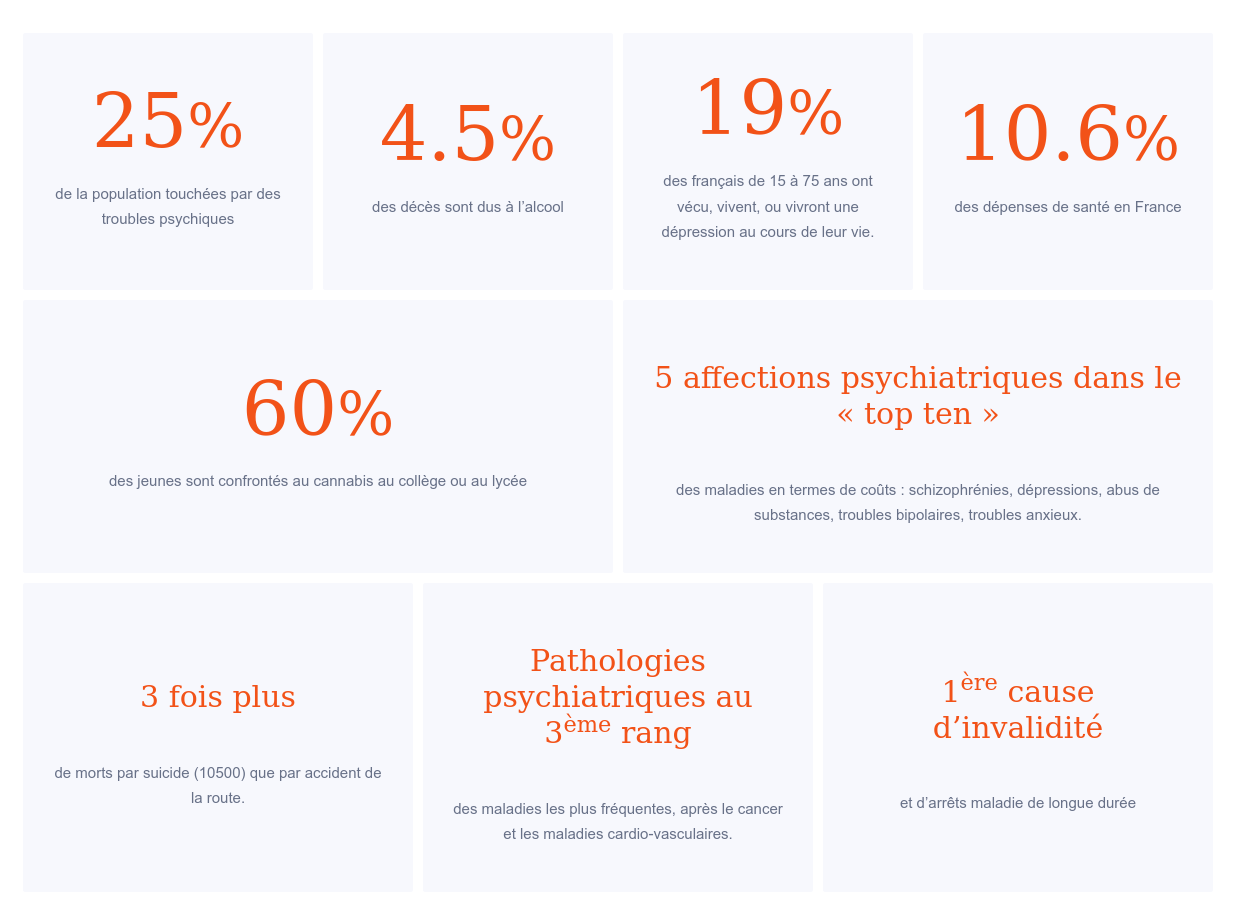 25%
de la population touchées par des
troubles psychiques
4.5%
des décès sont dus à l’alcool
19%
des français de 15 à 75 ans ont
vécu, vivent, ou vivront une
dépression au cours de leur vie.
10.6%
des dépenses de santé en France
60%
des jeunes sont confrontés au cannabis au collège ou au lycée
5 affections psychiatriques dans le
« top ten »
des maladies en termes de coûts : schizophrénies, dépressions, abus de
substances, troubles bipolaires, troubles anxieux.
3 fois plus
de morts par suicide (10500) que par accident de
la route.
Pathologies
psychiatriques au
3ème rang
des maladies les plus fréquentes, après le cancer
et les maladies cardio-vasculaires.
1ère cause
d’invalidité
et d’arrêts maladie de longue durée